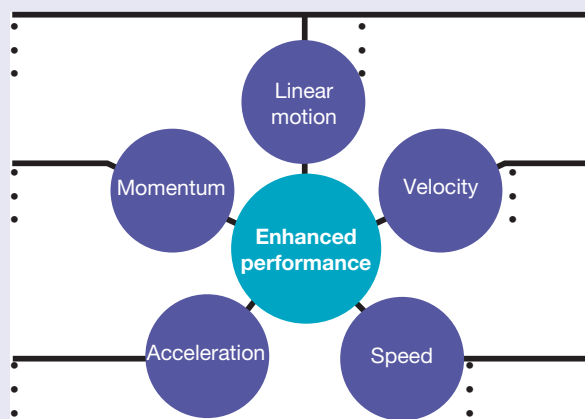 Linear
motion
Momentum
Velocity
Enhanced
performance
Acceleration
Speed